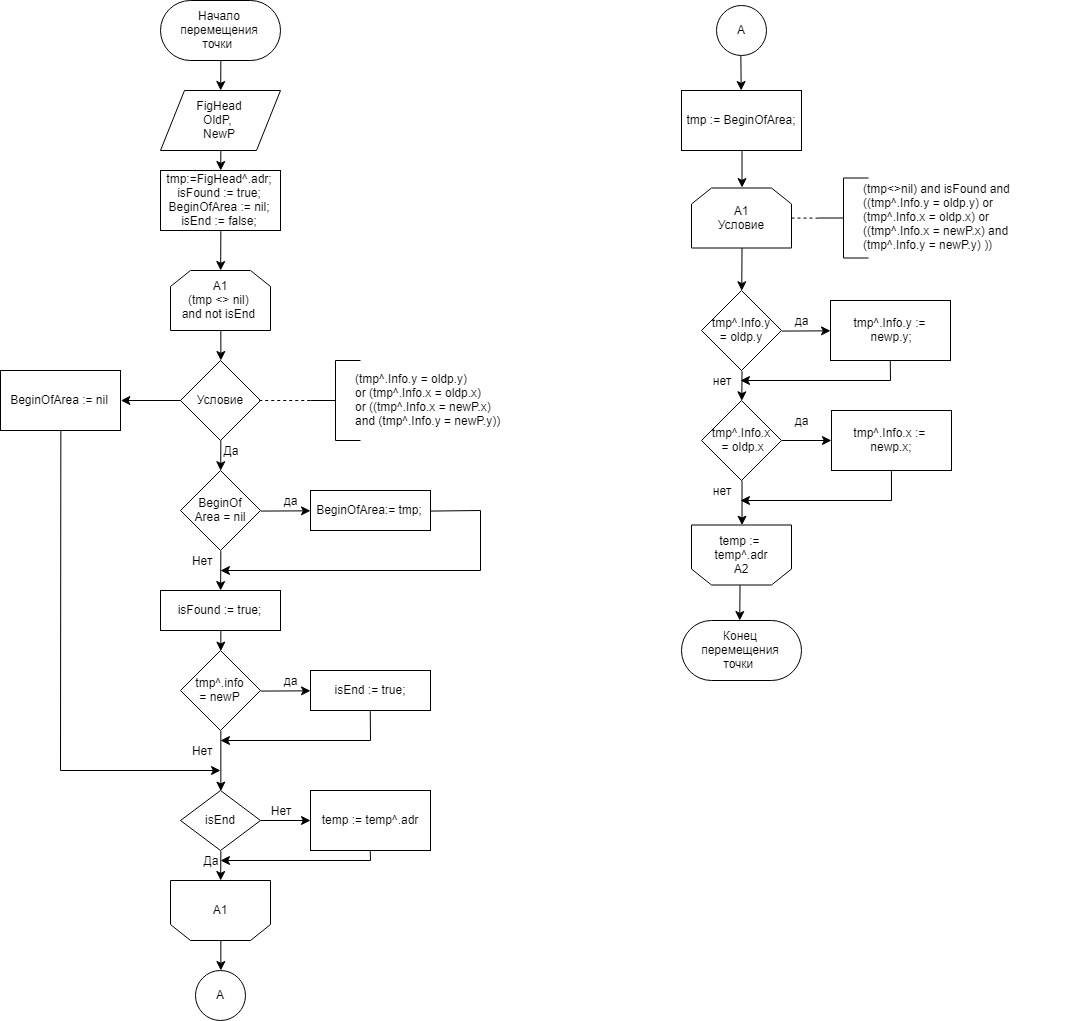 Начало
перемещения
точки
FigHead
OldP,
NewP
tmp:=FigHead^.adr;
isFound := true;
BeginOfArea := nil;
isEnd := false;
A1
(tmp <> nil)
and not isEnd
Условие
(tmp^.Info.y = oldp.y)
or (tmp^.Info.x = oldp.x)
or ((tmp^.Info.x = newP.x)
and (tmp^.Info.y = newP.y))
BeginOfArea := nil
Да
BeginOf
Area = nil
да
BeginOfArea:= tmp;
Нет
isFound := true;
tmp^.info
= newP
да
isEnd := true;
Нет
isEnd
Нет
temp := temp^.adr
Да
A1
A
A
tmp := BeginOfArea;
A1
Условие
(tmp<>nil) and isFound and
((tmp^.Info.y = oldp.y) or
(tmp^.Info.x = oldp.x) or
((tmp^.Info.x = newP.x) and
(tmp^.Info.y = newP.y) ))
tmp^.Info.y
= oldp.y
да
tmp^.Info.y :=
newp.y;
нет
tmp^.Info.x
= oldp.x
да
tmp^.Info.x :=
newp.x;
нет
temp :=
temp^.adr
A2
Конец
перемещения
точки